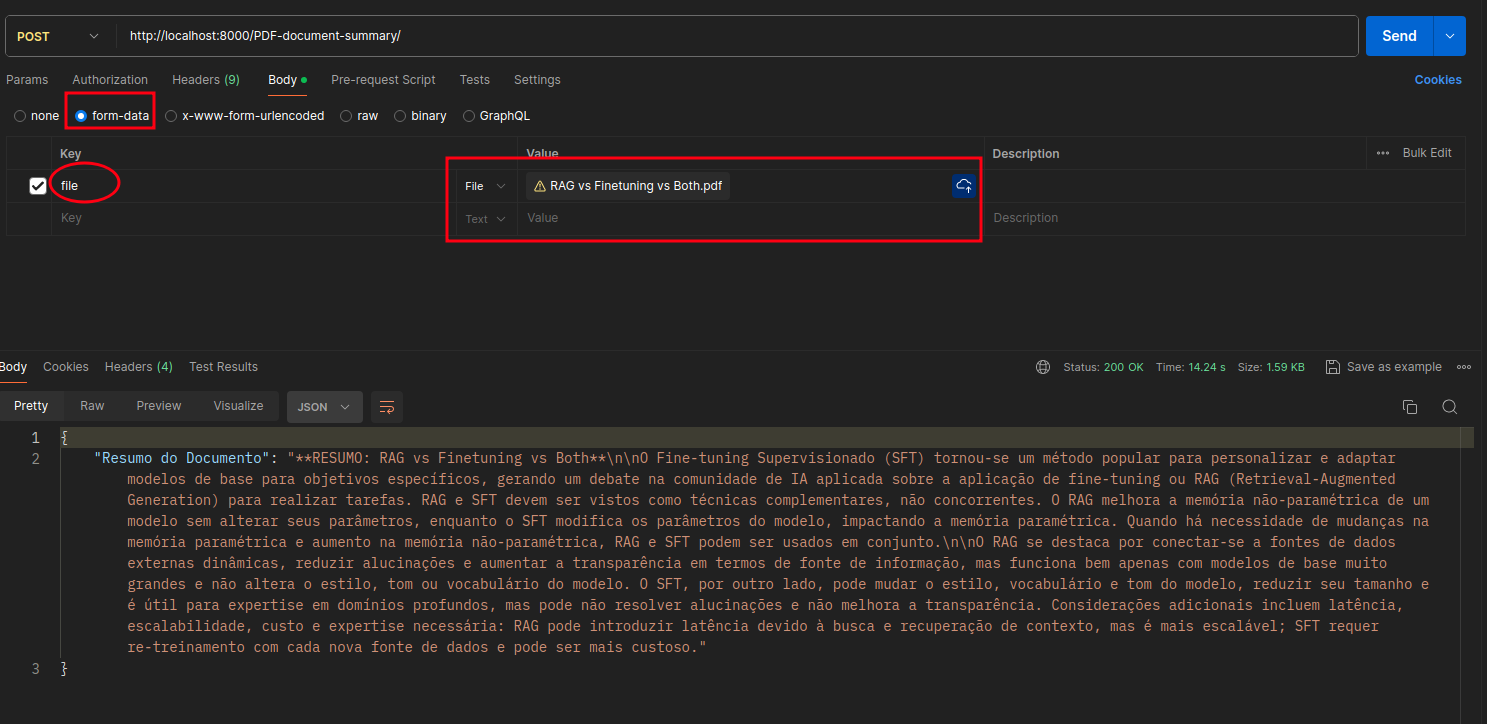 POST http://localhost:8000/PDF-document-summary/ Send
Params Authorization Headers (9) Body Pre-request Script Tests Settings Cookies
none form-data x-www-form-urlencoded raw binary GraphQL
Key Value Description Bulk Edit
file File RAG vs Finetuning vs Both.pdf
Key Text Value Description
Body Cookies Headers (4) Test Results Status: 200 OK Time: 14.24 s Size: 1.59 KB Save as example
Pretty Raw Preview Visualize JSON
1 {
2 "Resumo do Documento": "**RESUMO: RAG vs Finetuning vs Both**\n\nO Fine-tuning Supervisionado (SFT) tornou-se um método popular para personalizar e adaptar
modelos de base para objetivos específicos, gerando um debate na comunidade de IA aplicada sobre a aplicação de fine-tuning ou RAG (Retrieval-Augmented
Generation) para realizar tarefas. RAG e SFT devem ser vistos como técnicas complementares, não concorrentes. O RAG melhora a memória não-paramétrica de um
modelo sem alterar seus parâmetros, enquanto o SFT modifica os parâmetros do modelo, impactando a memória paramétrica. Quando há necessidade de mudanças na
memória paramétrica e aumento na memória não-paramétrica, RAG e SFT podem ser usados em conjunto.\n\nO RAG se destaca por conectar-se a fontes de dados
externas dinâmicas, reduzir alucinações e aumentar a transparência em termos de fonte de informação, mas funciona bem apenas com modelos de base muito
grandes e não altera o estilo, tom ou vocabulário do modelo. O SFT, por outro lado, pode mudar o estilo, vocabulário e tom do modelo, reduzir seu tamanho e
é útil para expertise em domínios profundos, mas pode não resolver alucinações e não melhora a transparência. Considerações adicionais incluem latência,
escalabilidade, custo e expertise necessária: RAG pode introduzir latência devido à busca e recuperação de contexto, mas é mais escalável; SFT requer
re-treinamento com cada nova fonte de dados e pode ser mais custoso."
3 }